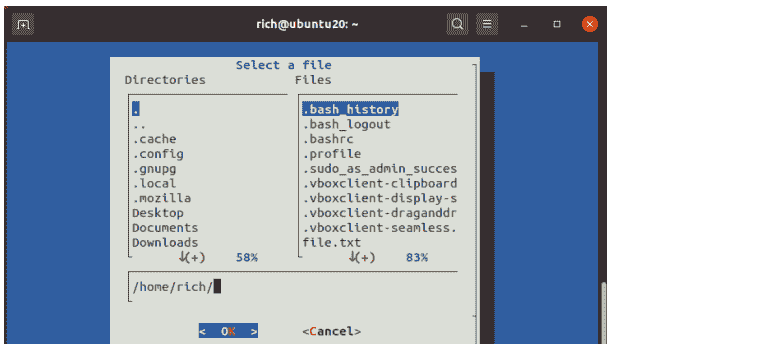 rich@ubuntu20: ~
Select a file
Directories Files
. .bash_history
.. .bash_logout
.cache .bashrc
.config .profile
.gnupg .sudo_as_admin_succes
.local .vboxclient-clipboard
.mozilla .vboxclient-display-s
Desktop .vboxclient-draganddr
Documents .vboxclient-seamless.
Downloads file.txt
↓(+) 58% ↓(+) 83%
/home/rich/
< OK > <Cancel>